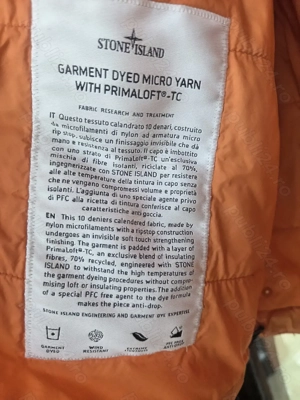 STONE ISLAND
GARMENT DYED MICRO YARN
WITH PRIMALOFT®-TC
FABRIC RESEARCH AND TREATMENT
IT Questo tessuto calandrato 10 denari, costruito
da microfilamenti di nylon ad armatura micro
rip stop, subisce un finissaggio invisibile che dà
mano e resistenza al tessuto. Il capo è imbottito
con uno strato di PrimaLoft®-TC un'esclusiva
mischia di fibre isolanti, riciclate al 70%
ingegnerizzate con STONE ISLAND per resistere
alle alte temperature della tintura in capo senza
che ne vengano compromessi volume e proprietà
isolanti. L'aggiunta di uno speciale agente privo
di PFC alla ricetta di tintura conferisce al capo
caratteristiche anti goccia.
EN This 10 deniers calendered fabric, made by
nylon microfilaments with a ripstop construction
undergoes an invisible soft touch strengthening
finishing. The garment is padded with a layer of
PrimaLoft®-TC, an exclusive blend of insulating
fibres, 70% recycled, engineered with STONE
ISLAND to withstand the high temperatures of
the garment dyeing procedures without compro-
mising loft or insulating properties. The addition
of a special PFC free agent to the dye formula
makes the piece anti-drop.
STONE ISLAND ENGINEERING AND GARMENT DYE EXPERTISE
GARMENT DYED
WIND RESISTANT